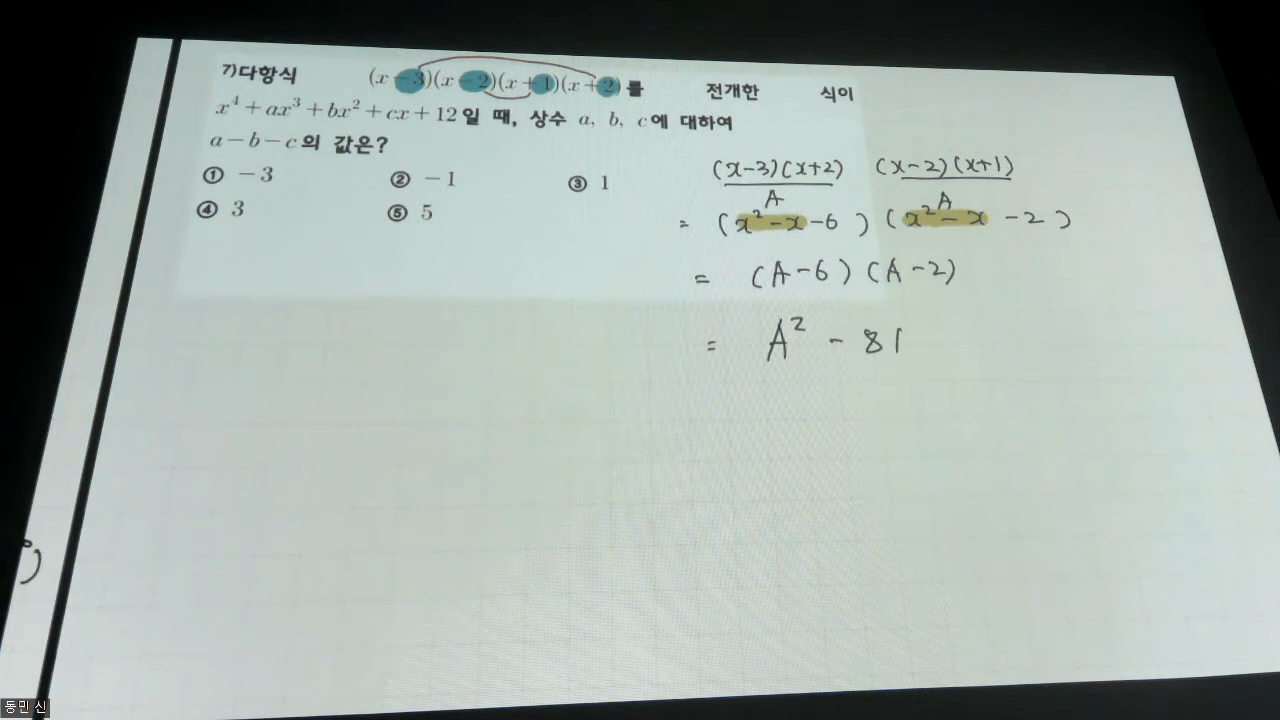 7)다항식 (x-3)(x-2)(x+1)(x+2)를 전개한 식이
x⁴+ax³+bx²+cx+12일 때, 상수 a, b, c에 대하여
a-b-c의 값은?
① -3 ② -1 ③ 1
④ 3 ⑤ 5
(x-3)(x+2) (x-2)(x+1)
A A
= (x²-x-6) (x²-x-2)
= (A-6)(A-2)
= A² - 8
동민 신